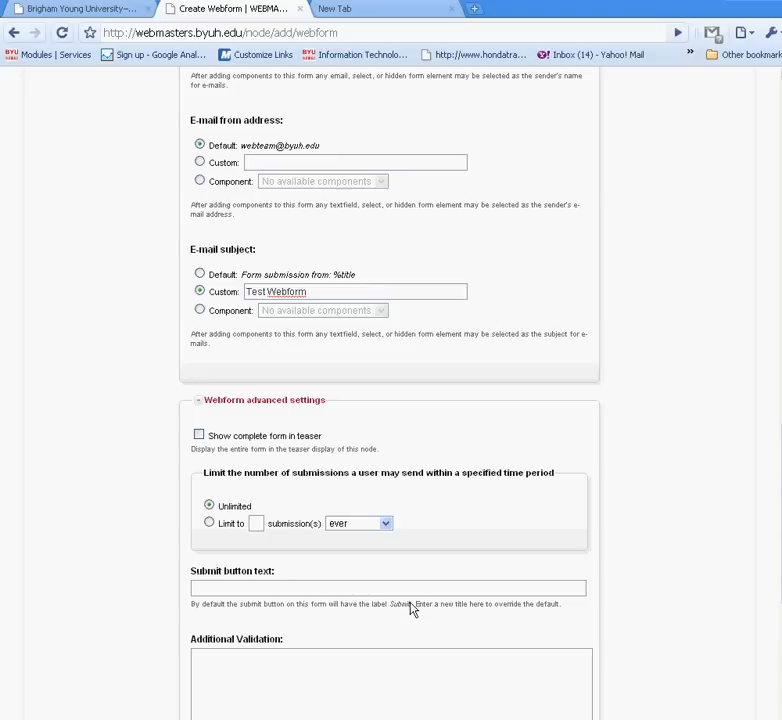 Brigham Young University-...
Create Webform | WEBMA...
New Tab
http://webmasters.byuh.edu/node/add/webform
BYU HAWAII Modules | Services
Sign up - Google Anal...
Customize Links
BYU HAWAII Information Technolo...
http://www.hondatra...
Inbox (14) - Yahoo! Mail
»
Other bookmark
After adding components to this form any email, select, or hidden form element may be selected as the sender's name
for e-mails.
E-mail from address:
Default: webteam@byuh.edu
Custom:
Component: No available components
After adding components to this form any textfield, select, or hidden form element may be selected as the sender's e-
mail address.
E-mail subject:
Default: Form submission from: %title
Custom: Test Webform
Component: No available components
After adding components to this form any textfield, select, or hidden form element may be selected as the subject for e-
mails.
Webform advanced settings
Show complete form in teaser
Display the entire form in the teaser display of this node.
Limit the number of submissions a user may send within a specified time period
Unlimited
Limit to submission(s) ever
Submit button text:
By default the submit button on this form will have the label Submit. Enter a new title here to override the default.
Additional Validation: